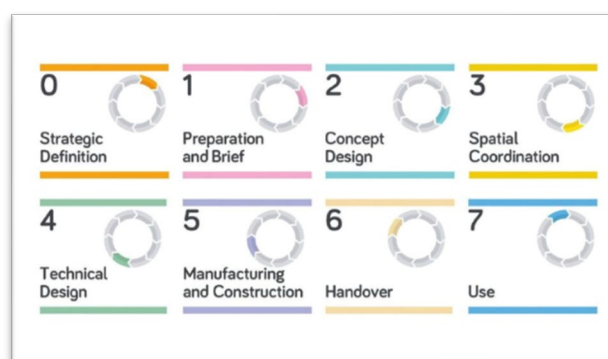 0
Strategic
Definition
1
Preparation
and Brief
2
Concept
Design
3
Spatial
Coordination
4
Technical
Design
5
Manufacturing
and Construction
6
Handover
7
Use